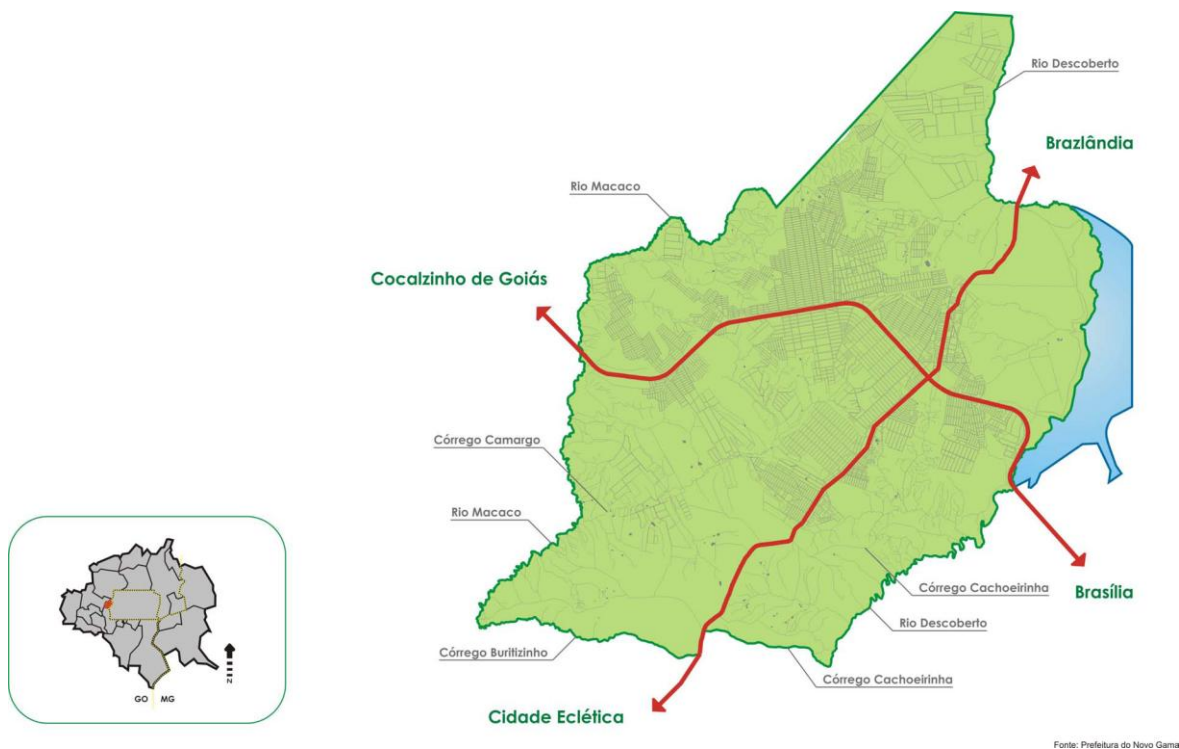 Rio Descoberto
Brazlândia
Rio Macaco
Cocalzinho de Goiás
Córrego Camargo
Rio Macaco
Córrego Cachoeirinha
Brasília
Rio Descoberto
Córrego Buritizinho
Córrego Cachoeirinha
Cidade Eclética
N
GO MG
Fonte: Prefeitura do Novo Gama